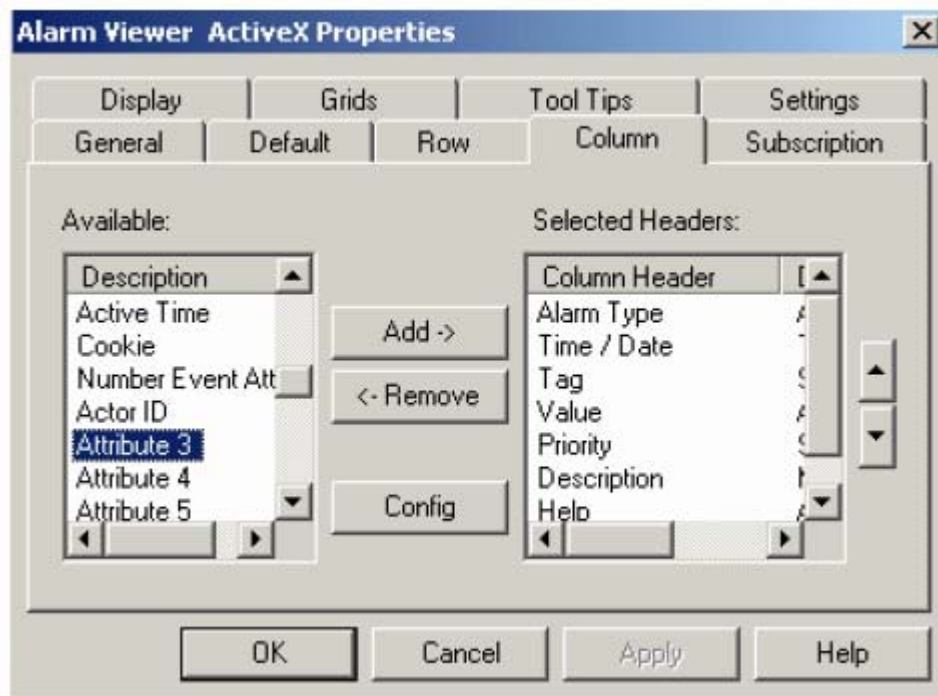 Alarm Viewer ActiveX Properties
Display Grids Tool Tips Settings
General Default Row Column Subscription
Available:
Description
Active Time
Cookie
Number Event Att
Actor ID
Attribute 3
Attribute 4
Attribute 5
Add ->
<- Remove
Config
Selected Headers:
Column Header
Alarm Type
Time / Date
Tag
Value
Priority
Description
Help
OK Cancel Apply Help